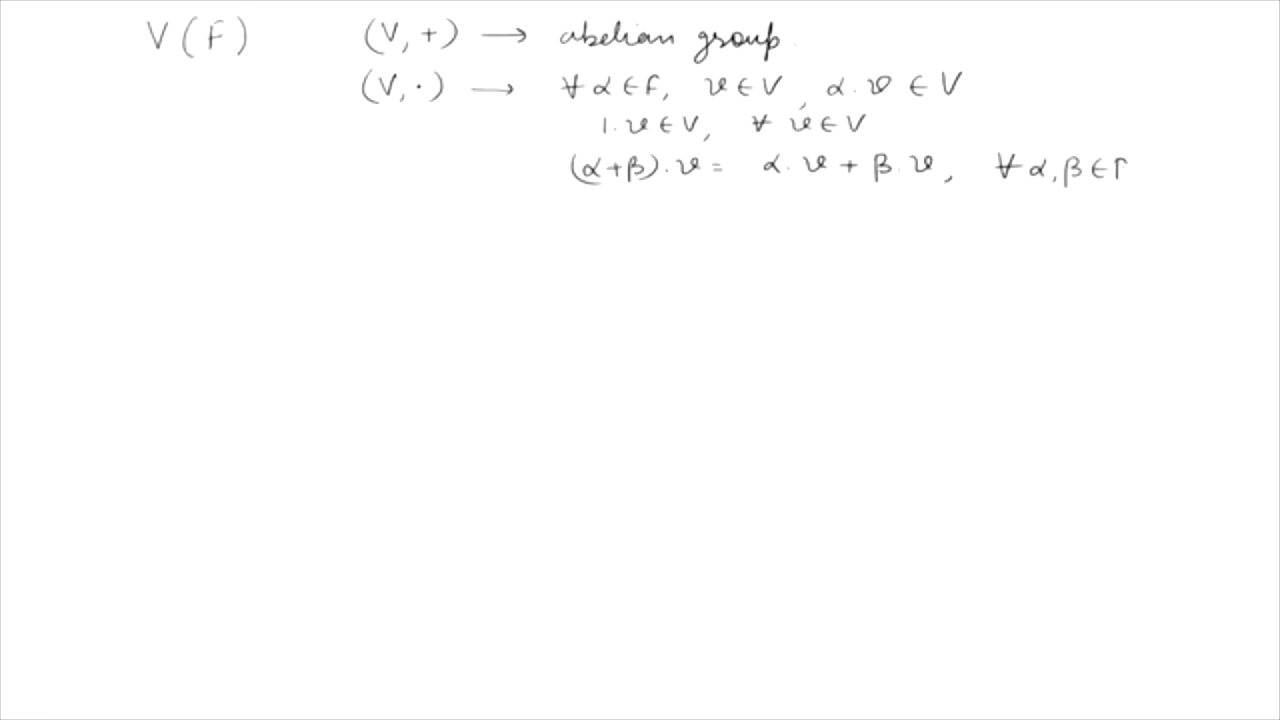 V(F) (V, +) → abelian group.
(V, ·) → ∀ α ∈ F, v ∈ V, α.v ∈ V
1.v ∈ V, ∀ v ∈ V
(α+β).v = α.v + β.v, ∀ α, β ∈ F